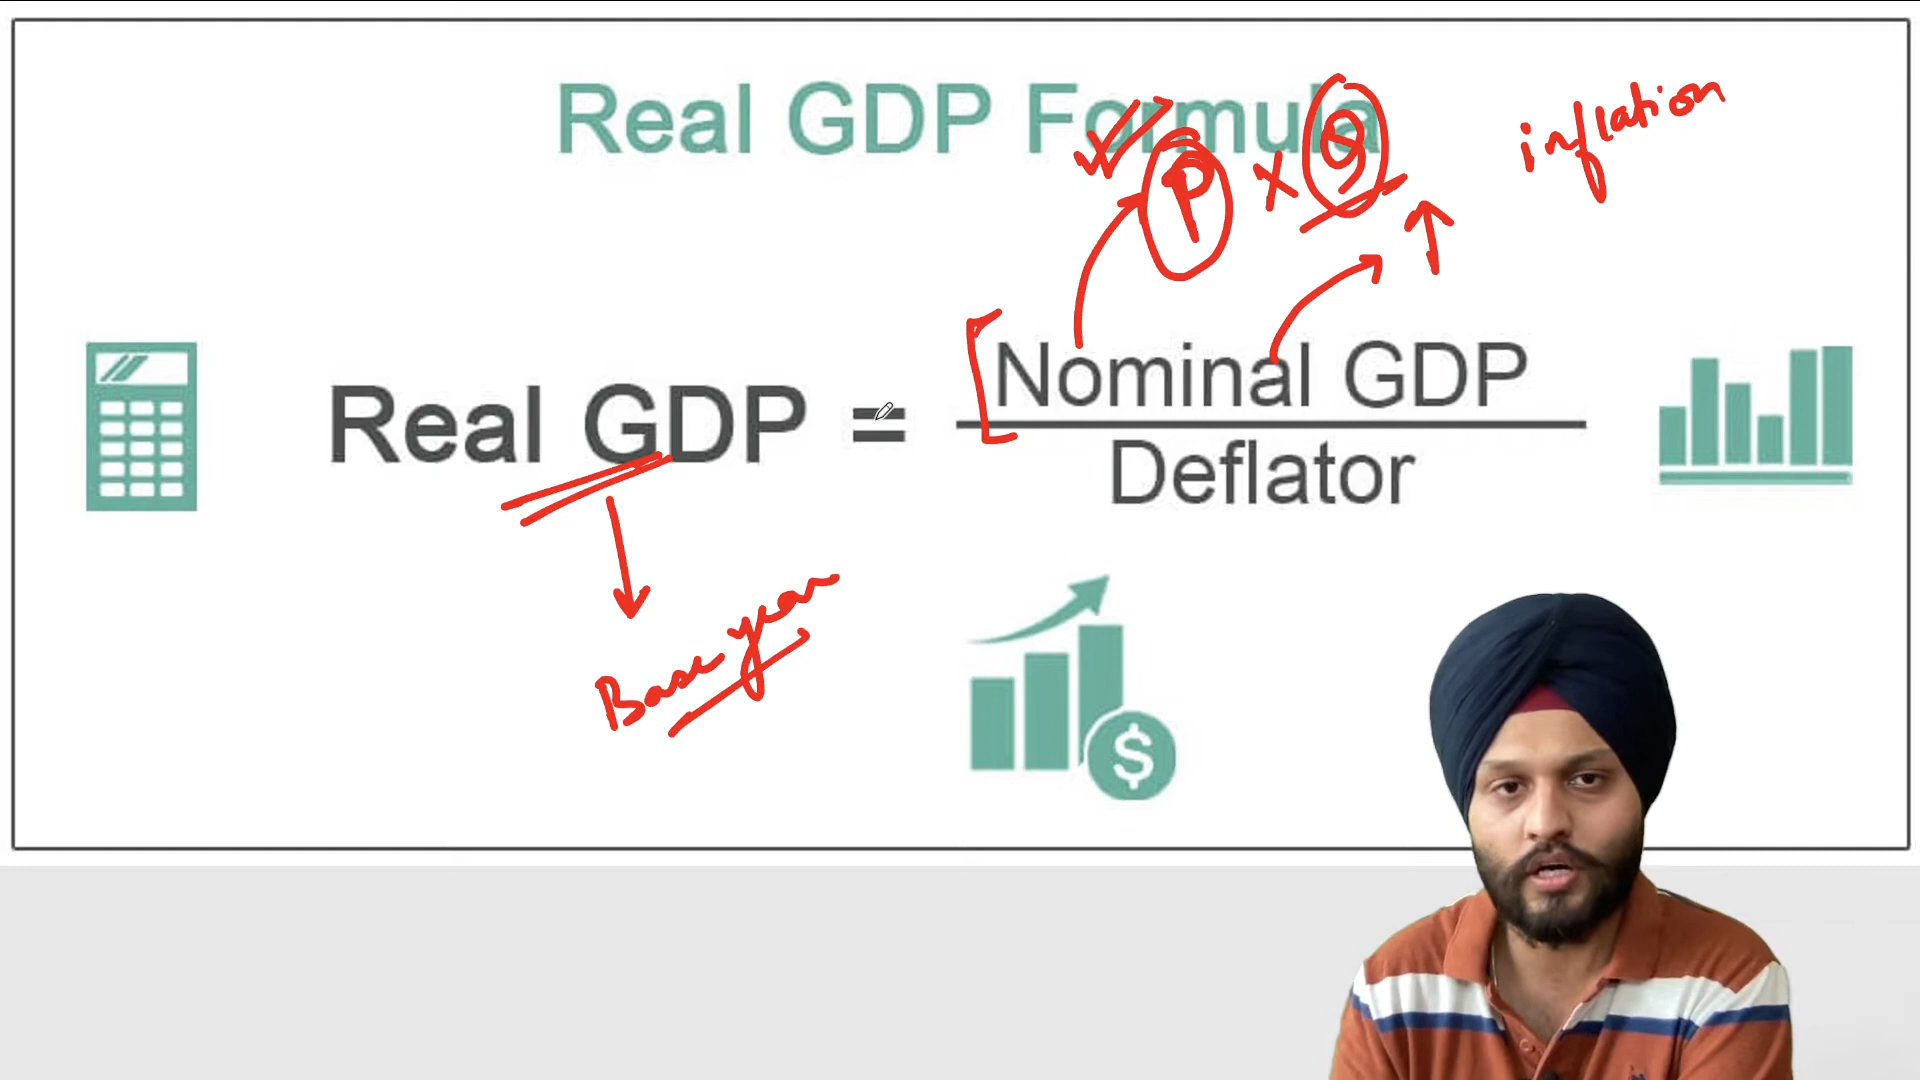 Real GDP Formula
inflation
P × Q
Real GDP = Nominal GDP
Deflator
Base year
$